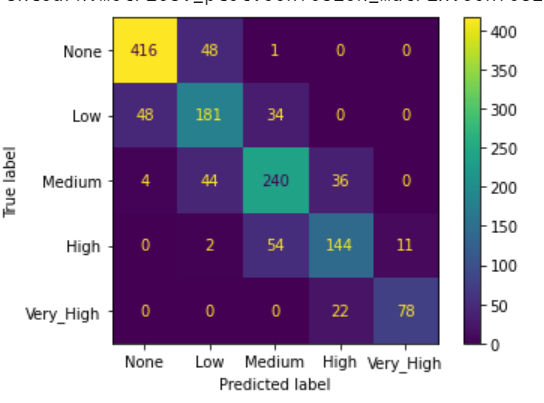 None 416 48 1 0 0
Low 48 181 34 0 0
Medium 4 44 240 36 0
High 0 2 54 144 11
Very_High 0 0 0 22 78
None Low Medium High Very_High
Predicted label
True label
400
350
300
250
200
150
100
50
0